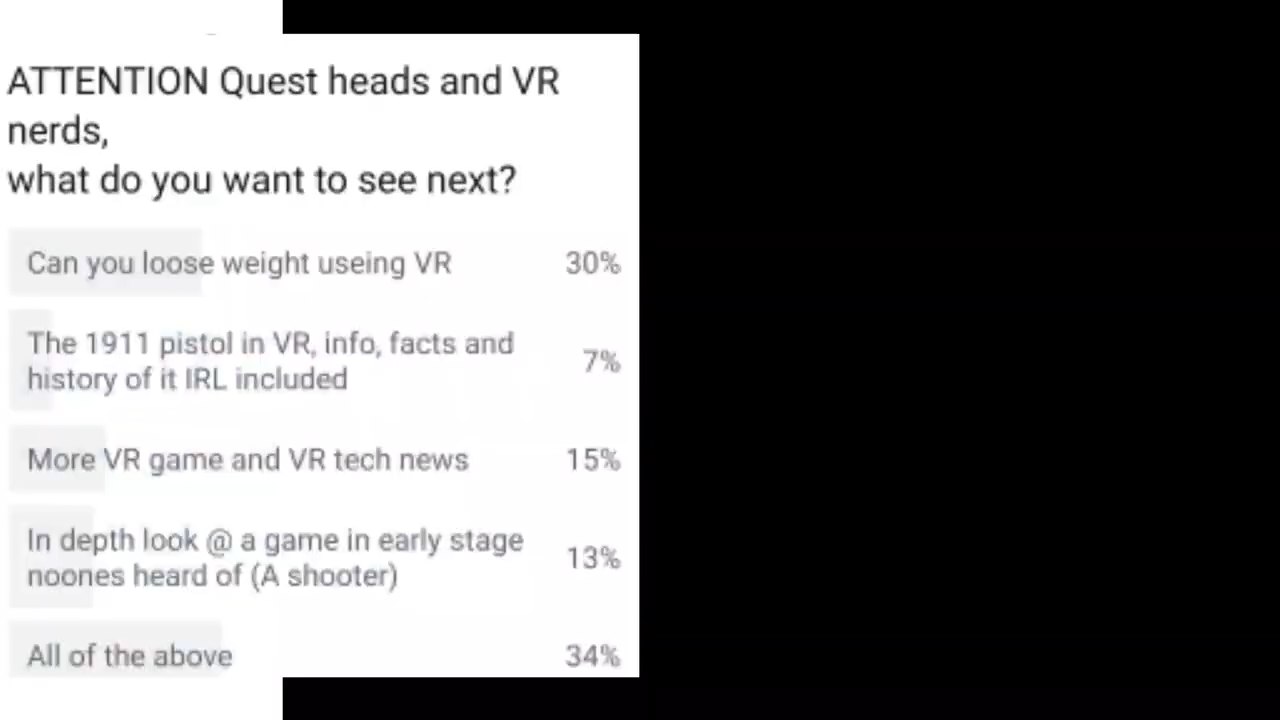 ATTENTION Quest heads and VR
nerds,
what do you want to see next?
Can you loose weight useing VR 30%
The 1911 pistol in VR, info, facts and
history of it IRL included 7%
More VR game and VR tech news 15%
In depth look @ a game in early stage
noones heard of (A shooter) 13%
All of the above 34%